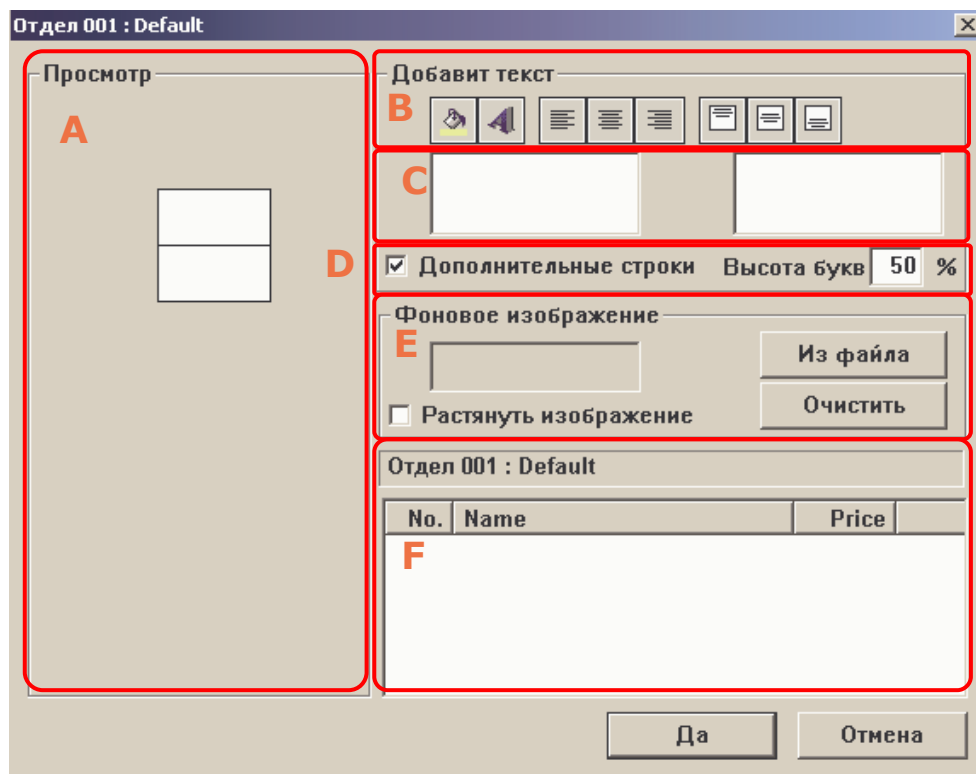 Отдел 001 : Default
Просмотр
A
Добавит текст
B
C
D
Дополнительные строки Высота букв 50 %
Фоновое изображение
E
Из файла
Растянуть изображение
Очистить
Отдел 001 : Default
No. Name Price
F
Да Отмена